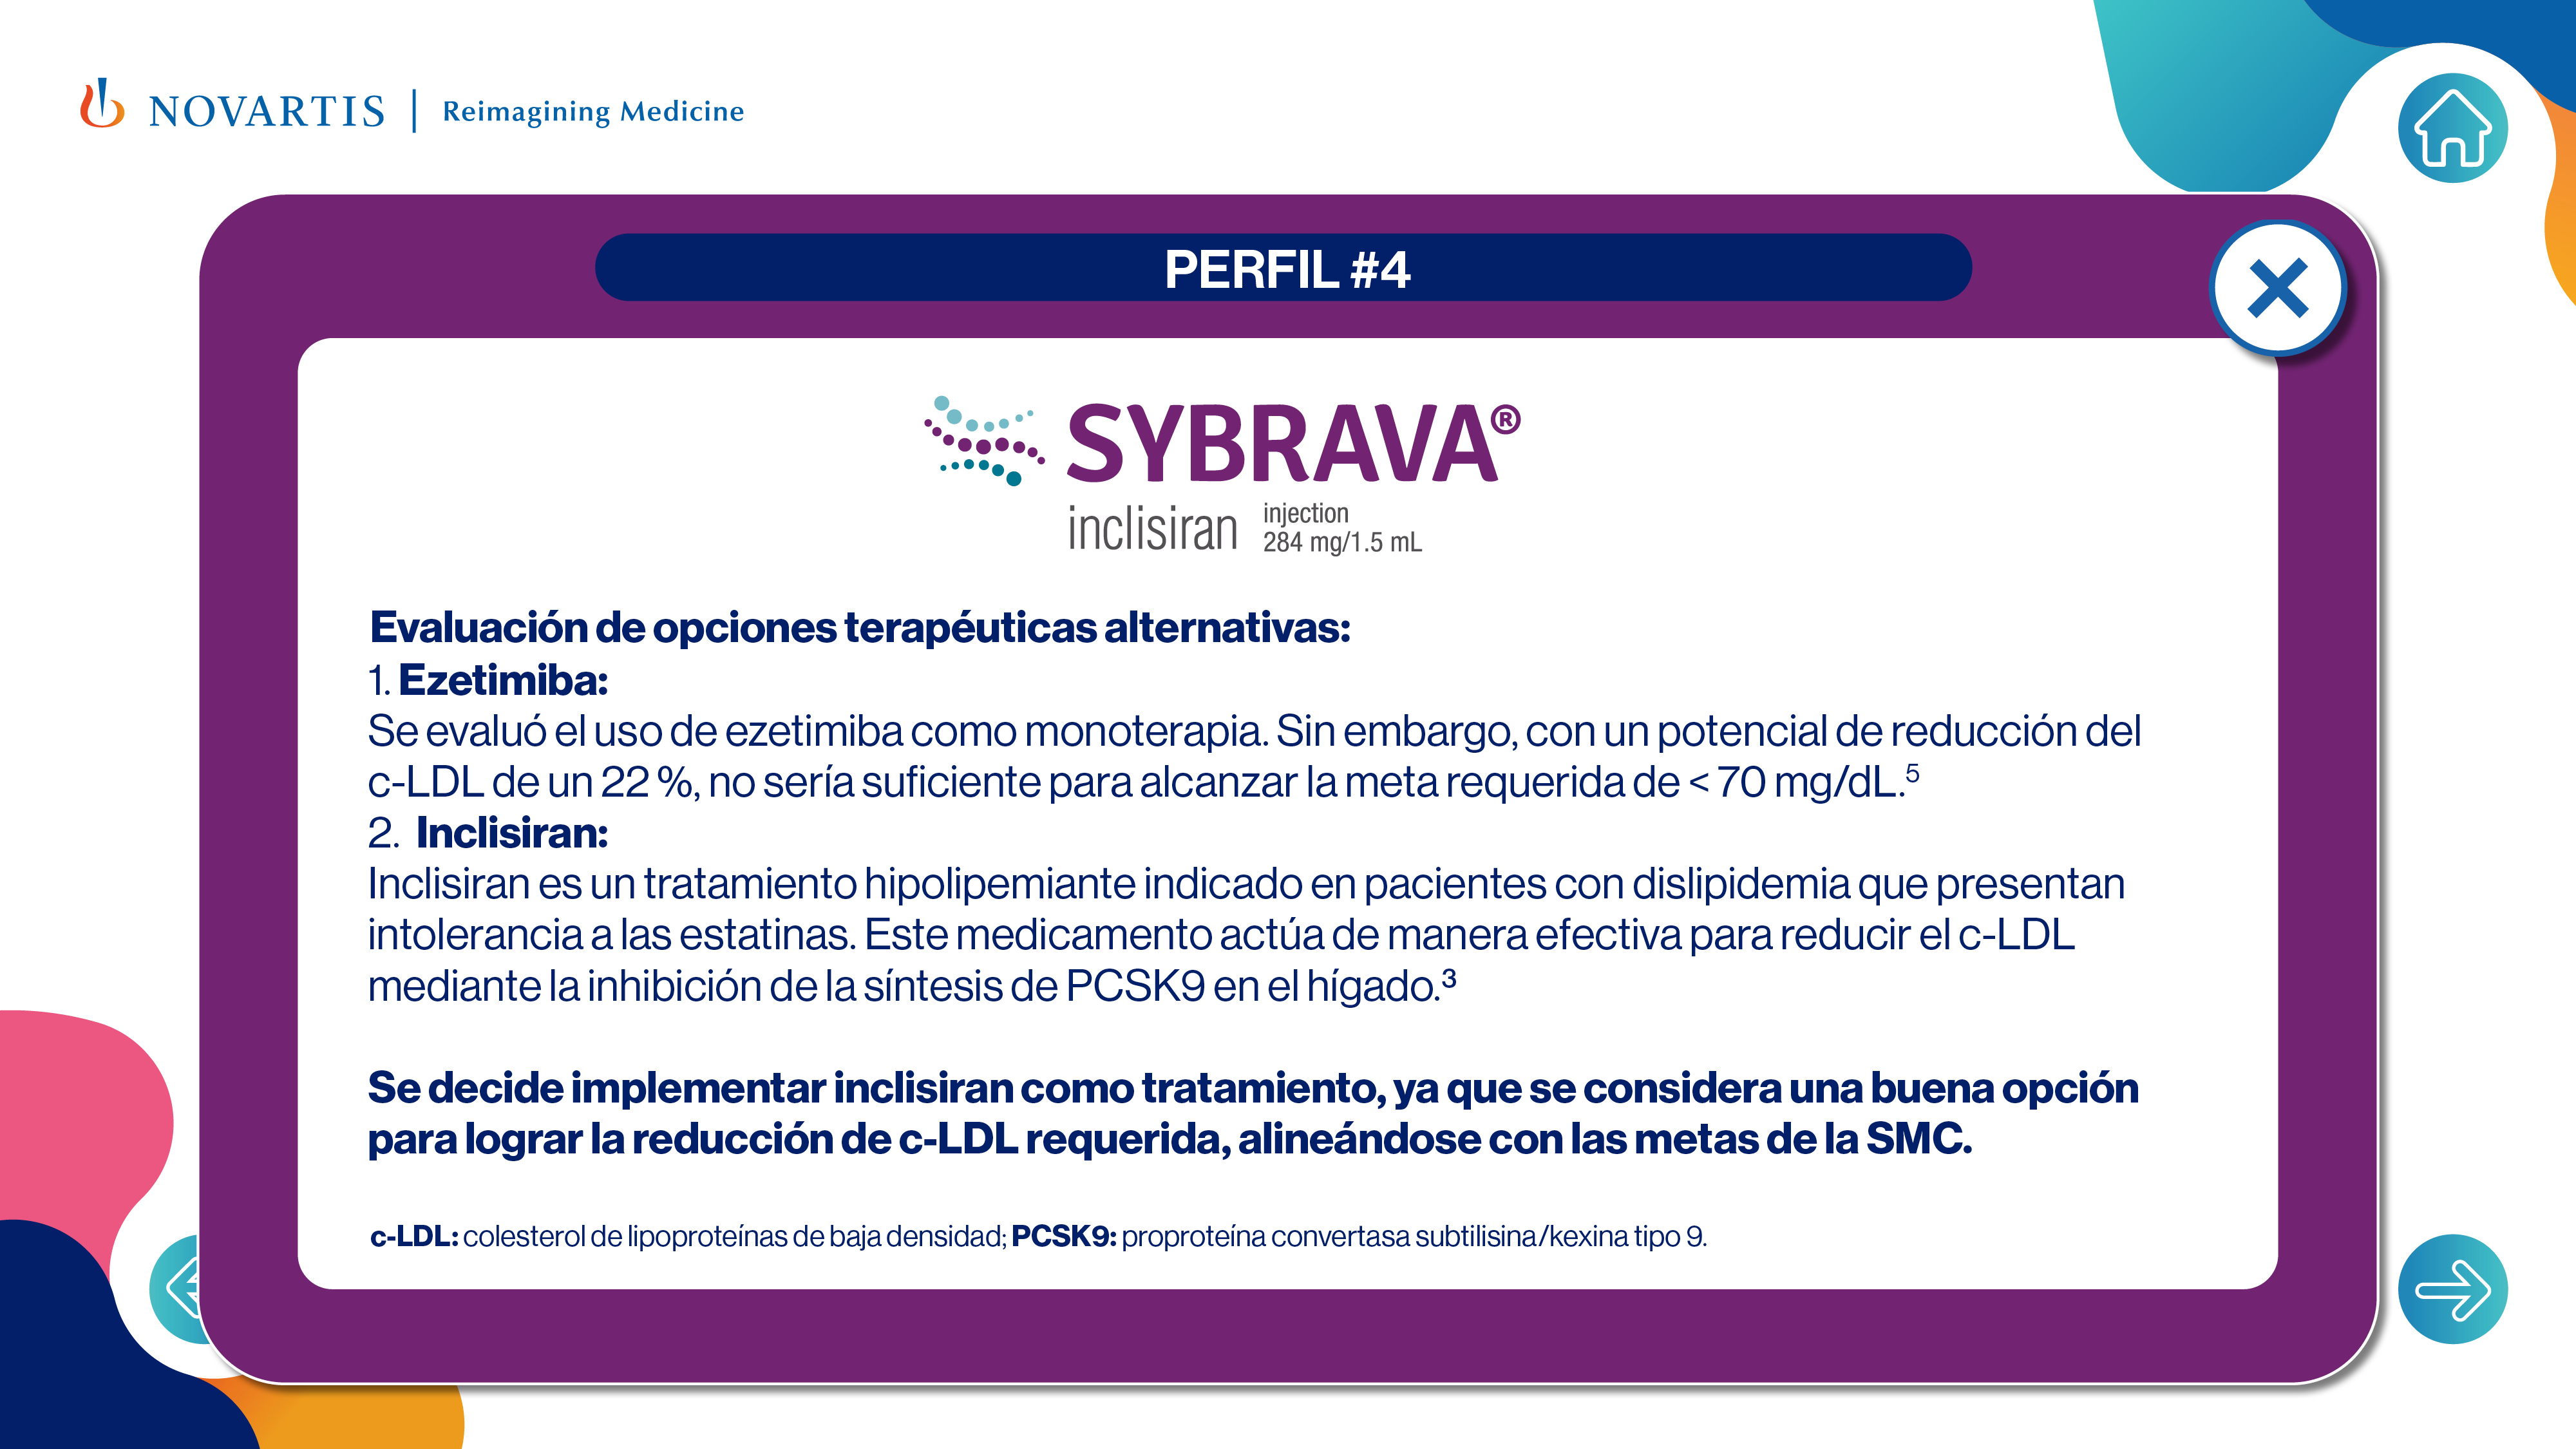 NOVARTIS | Reimagining Medicine
PERFIL #4
SYBRAVA®
inclisiran injection
284 mg/1.5 mL
Evaluación de opciones terapéuticas alternativas:
1. Ezetimiba:
Se evaluó el uso de ezetimiba como monoterapia. Sin embargo, con un potencial de reducción del
c-LDL de un 22 %, no sería suficiente para alcanzar la meta requerida de < 70 mg/dL.⁵
2. Inclisiran:
Inclisiran es un tratamiento hipolipemiante indicado en pacientes con dislipidemia que presentan
intolerancia a las estatinas. Este medicamento actúa de manera efectiva para reducir el c-LDL
mediante la inhibición de la síntesis de PCSK9 en el hígado.³
Se decide implementar inclisiran como tratamiento, ya que se considera una buena opción
para lograr la reducción de c-LDL requerida, alineándose con las metas de la SMC.
c-LDL: colesterol de lipoproteínas de baja densidad; PCSK9: proproteína convertasa subtilisina/kexina tipo 9.